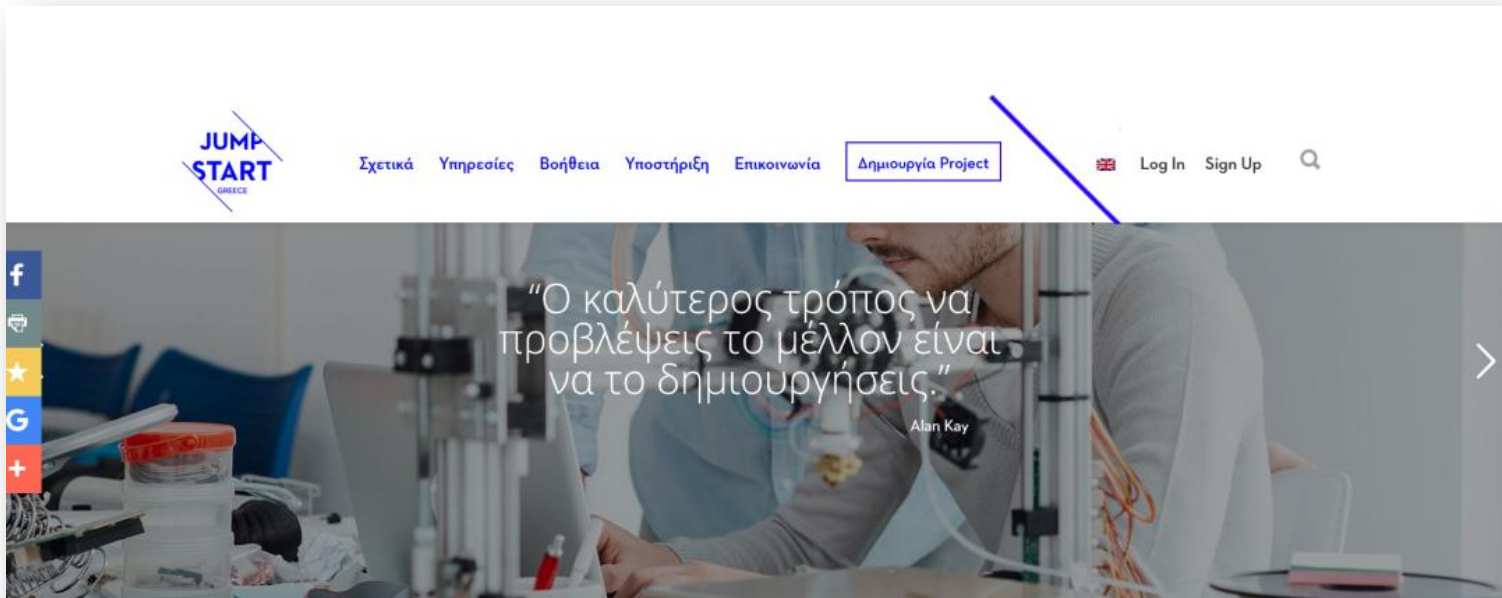 JUMP
START
GREECE
Σχετικά Υπηρεσίες Βοήθεια Υποστήριξη Επικοινωνία Δημιουργία Project Log In Sign Up
“Ο καλύτερος τρόπος να
προβλέψεις το μέλλον είναι
να το δημιουργήσεις.”
Alan Kay